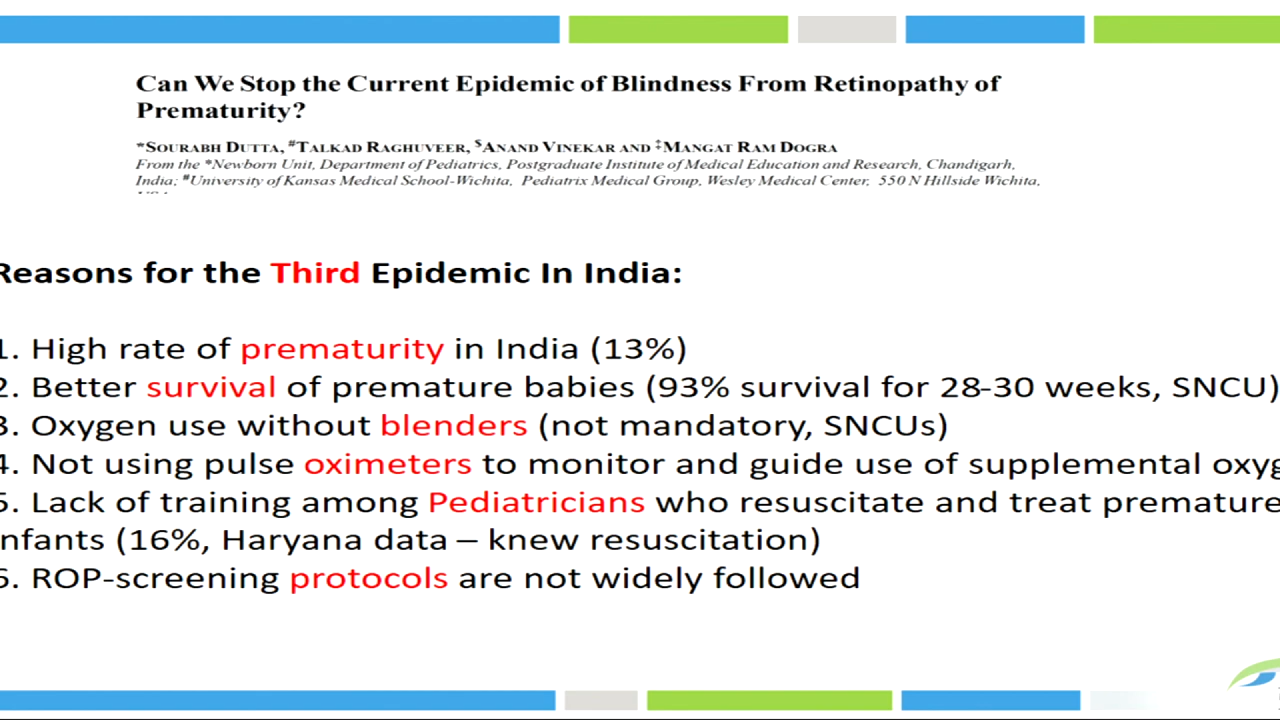 Can We Stop the Current Epidemic of Blindness From Retinopathy of
Prematurity?
*SOURABH DUTTA, #TALKAD RAGHUVEER, $ANAND VINEKAR AND ‡MANGAT RAM DOGRA
From the *Newborn Unit, Department of Pediatrics, Postgraduate Institute of Medical Education and Research, Chandigarh,
India; #University of Kansas Medical School-Wichita, Pediatrix Medical Group, Wesley Medical Center, 550 N Hillside Wichita,
Reasons for the Third Epidemic In India:
1. High rate of prematurity in India (13%)
2. Better survival of premature babies (93% survival for 28-30 weeks, SNCU)
3. Oxygen use without blenders (not mandatory, SNCUs)
4. Not using pulse oximeters to monitor and guide use of supplemental oxyg
5. Lack of training among Pediatricians who resuscitate and treat premature
nfants (16%, Haryana data – knew resuscitation)
6. ROP-screening protocols are not widely followed